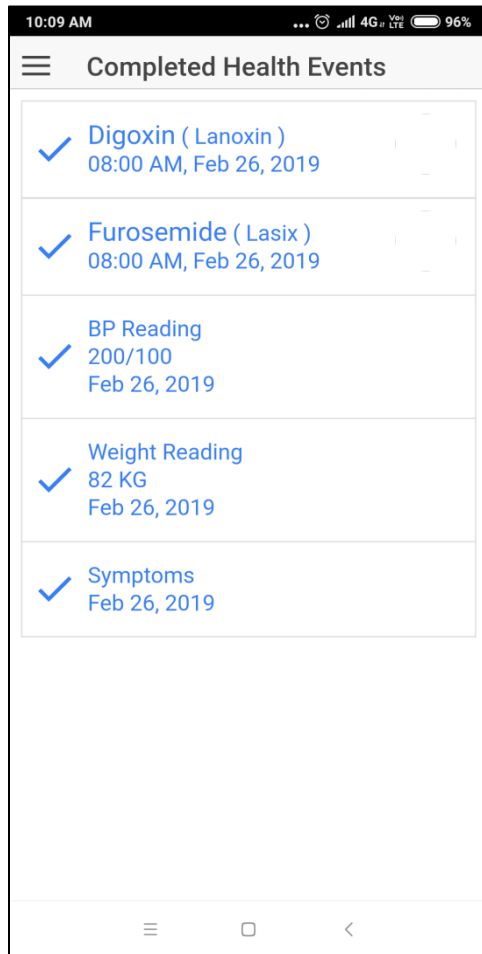 10:09 AM ... 4G Vo) LTE 96%
Completed Health Events
Digoxin ( Lanoxin )
08:00 AM, Feb 26, 2019
Furosemide ( Lasix )
08:00 AM, Feb 26, 2019
BP Reading
200/100
Feb 26, 2019
Weight Reading
82 KG
Feb 26, 2019
Symptoms
Feb 26, 2019